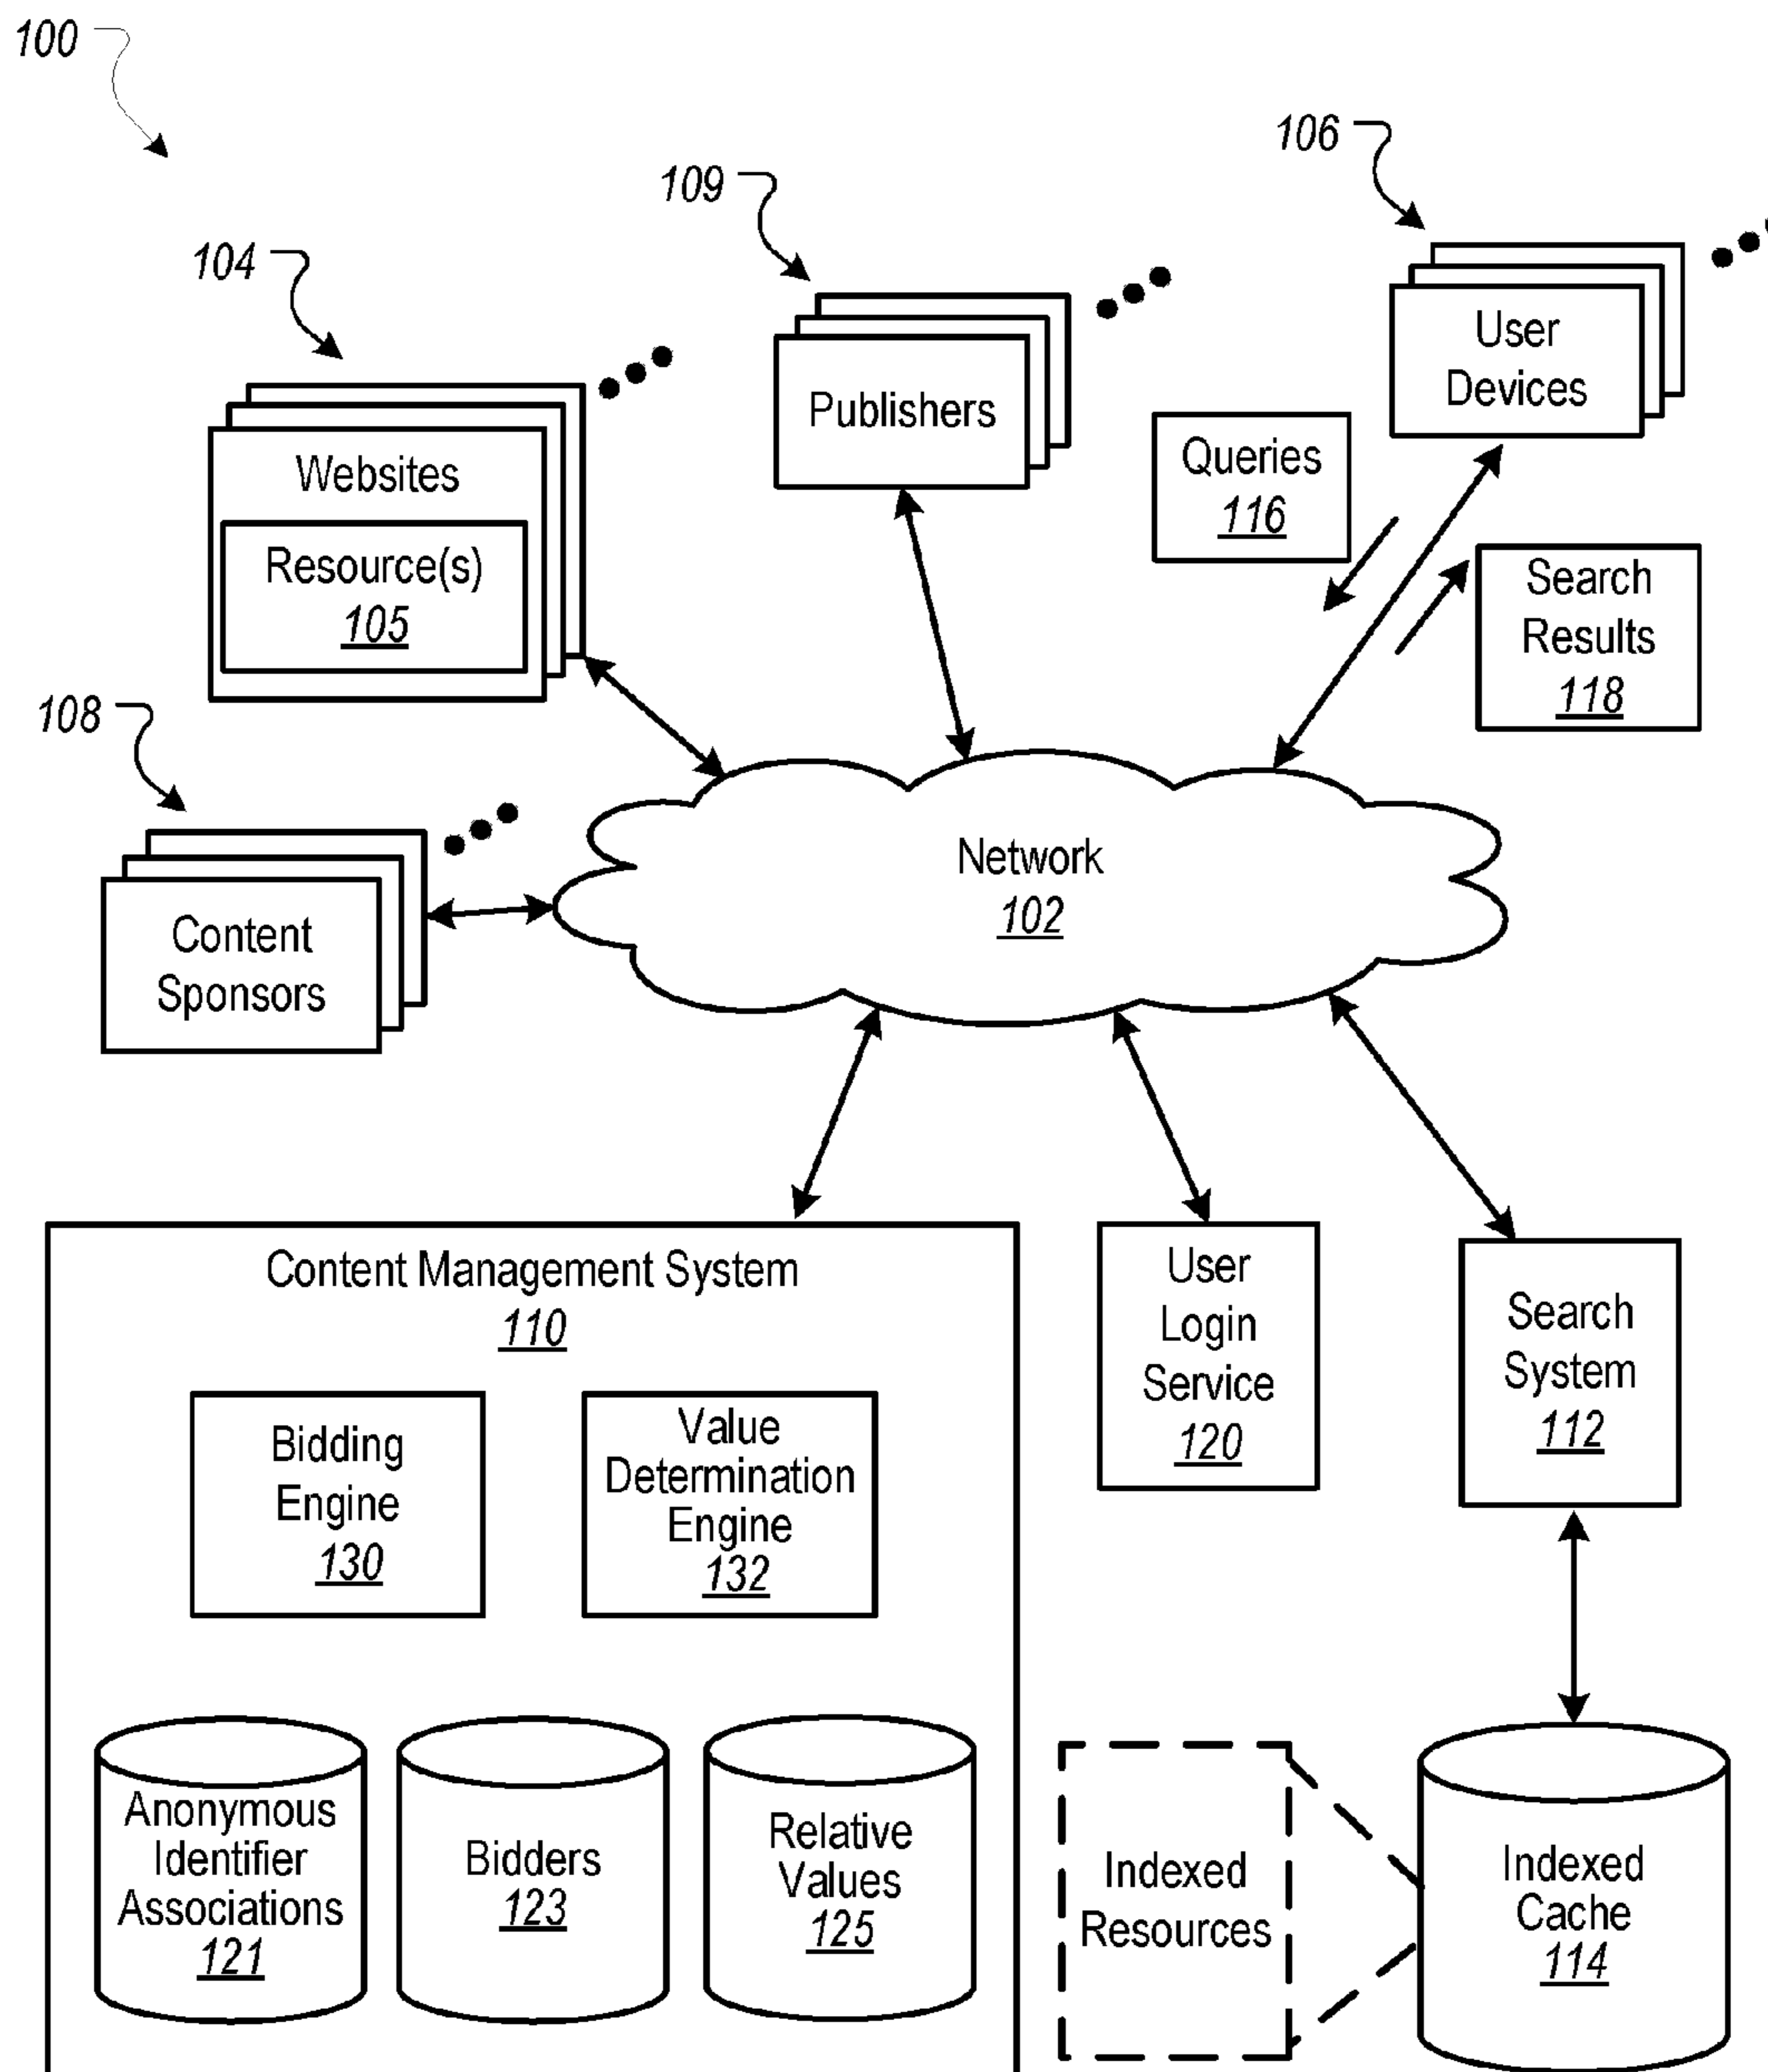 100
106
109
104
User
Devices
Publishers
Queries
116
Websites
Resource(s)
105
Search
Results
118
108
Network
102
Content
Sponsors
Content Management System
110
User
Login
Service
120
Search
System
112
Bidding
Engine
130
Value
Determination
Engine
132
Anonymous
Identifier
Associations
121
Bidders
123
Relative
Values
125
Indexed
Resources
Indexed
Cache
114